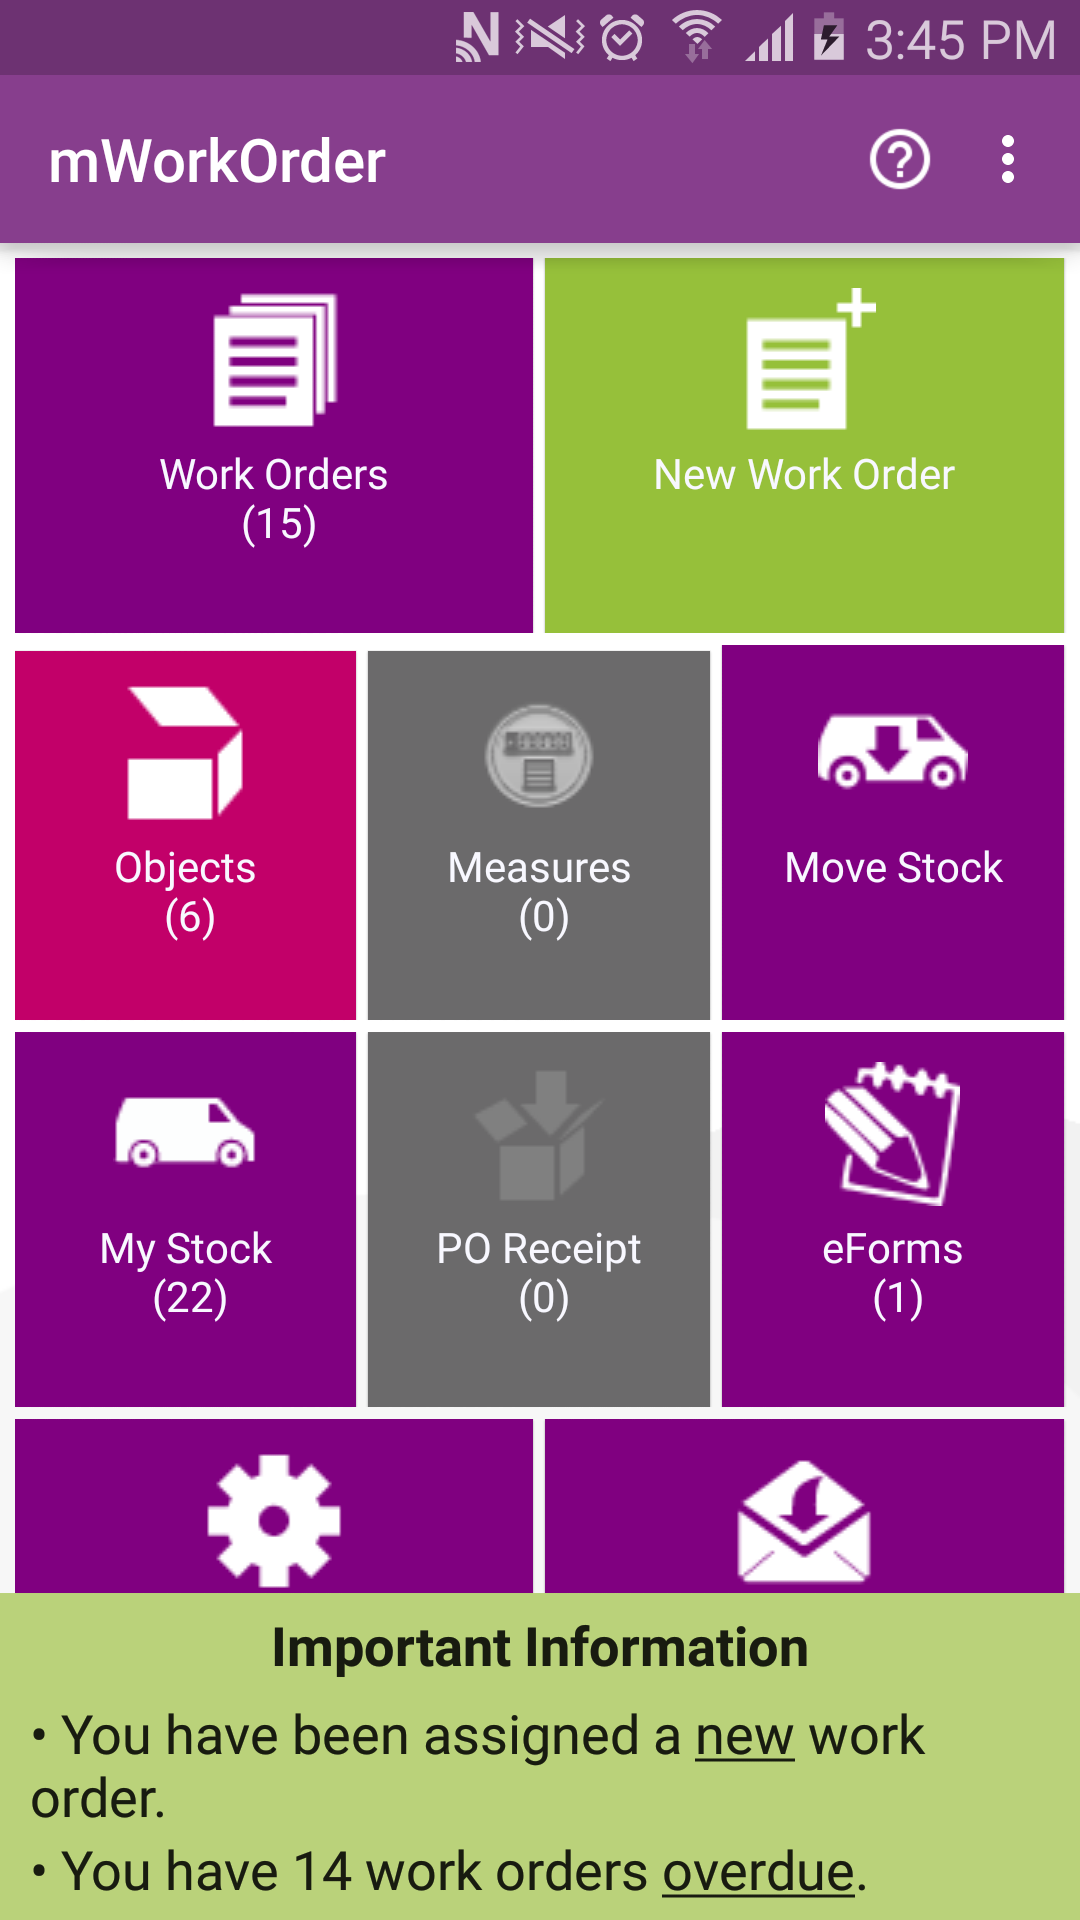 3:45 PM
mWorkOrder
Work Orders
(15)
New Work Order
Objects
(6)
Measures
(0)
Move Stock
My Stock
(22)
PO Receipt
(0)
eForms
(1)
Important Information
• You have been assigned a new work
order.
• You have 14 work orders overdue.